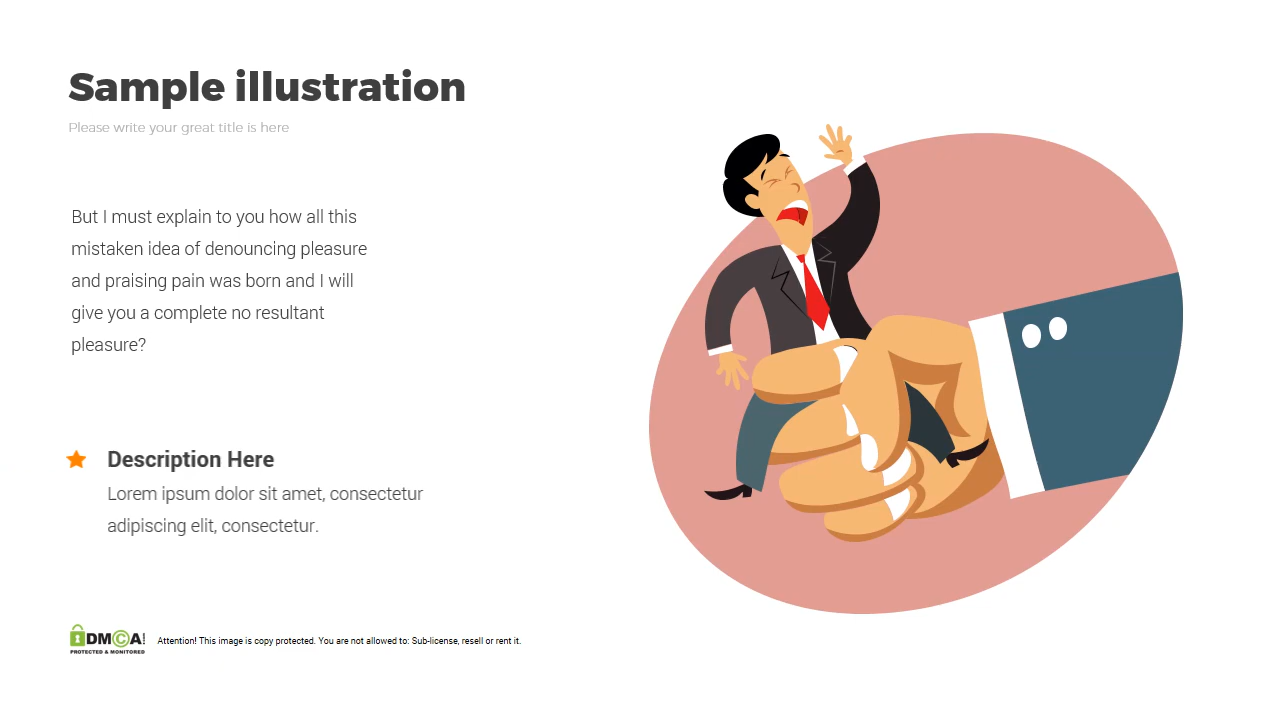 Sample illustration
Please write your great title is here
But I must explain to you how all this
mistaken idea of denouncing pleasure
and praising pain was born and I will
give you a complete no resultant
pleasure?
Description Here
Lorem ipsum dolor sit amet, consectetur
adipiscing elit, consectetur.
DMCA!
PROTECTED & MONITORED
Attention! This image is copy protected. You are not allowed to: Sub-license, resell or rent it.